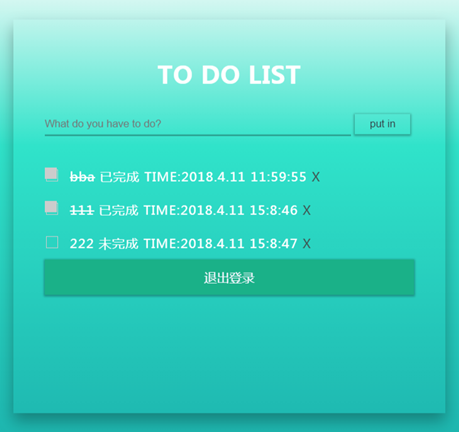 TO DO LIST
What do you have to do?
put in
bba 已完成 TIME:2018.4.11 11:59:55 X
111 已完成 TIME:2018.4.11 15:8:46 X
222 未完成 TIME:2018.4.11 15:8:47 X
退出登录